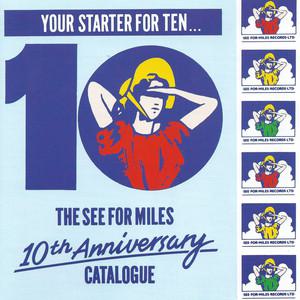 YOUR STARTER FOR TEN...
10
THE SEE FOR MILES
10th Anniversary
CATALOGUE
SEE FOR MILES RECORDS LTD
SEE FOR MILES RECORDS LTD
SEE FOR MILES RECORDS LTD
SEE FOR MILES RECORDS LTD
SEE FOR MILES RECORDS LTD
SEE FOR MILES RECORDS LTD